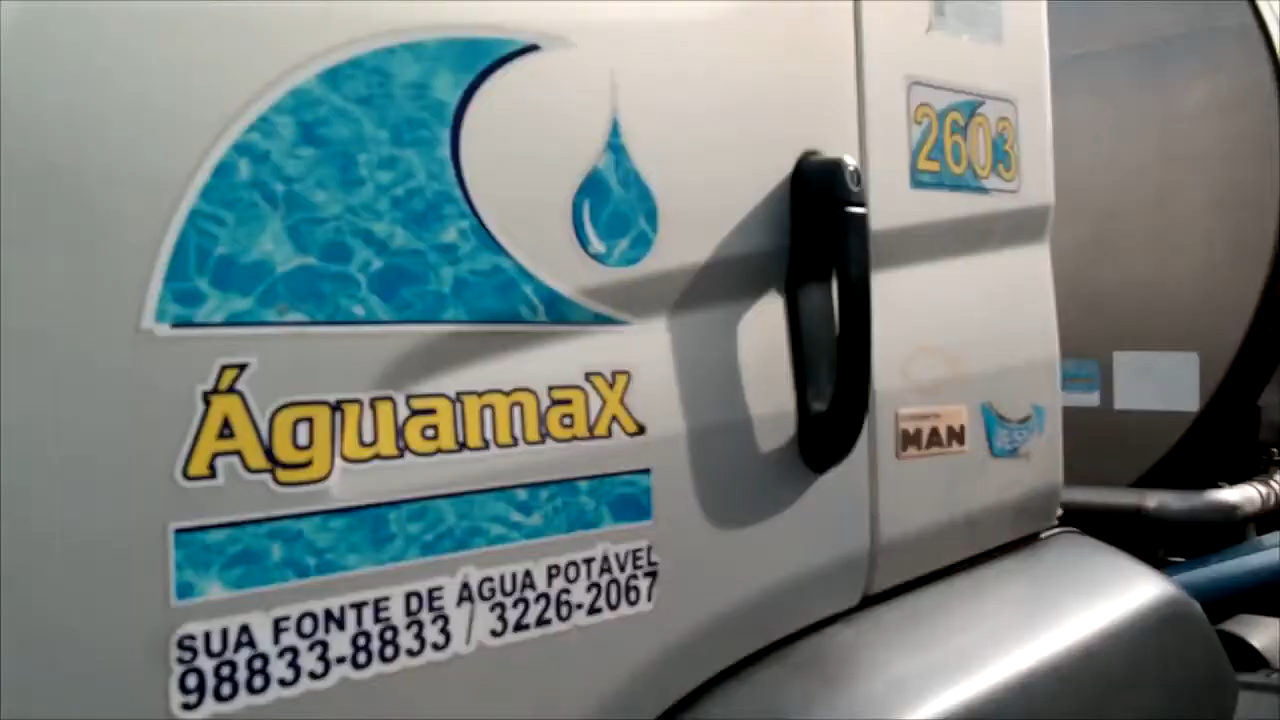 2603
ÁguamaX
MAN
SUA FONTE DE ÁGUA POTÁVEL
98833-8833 / 3226-2067